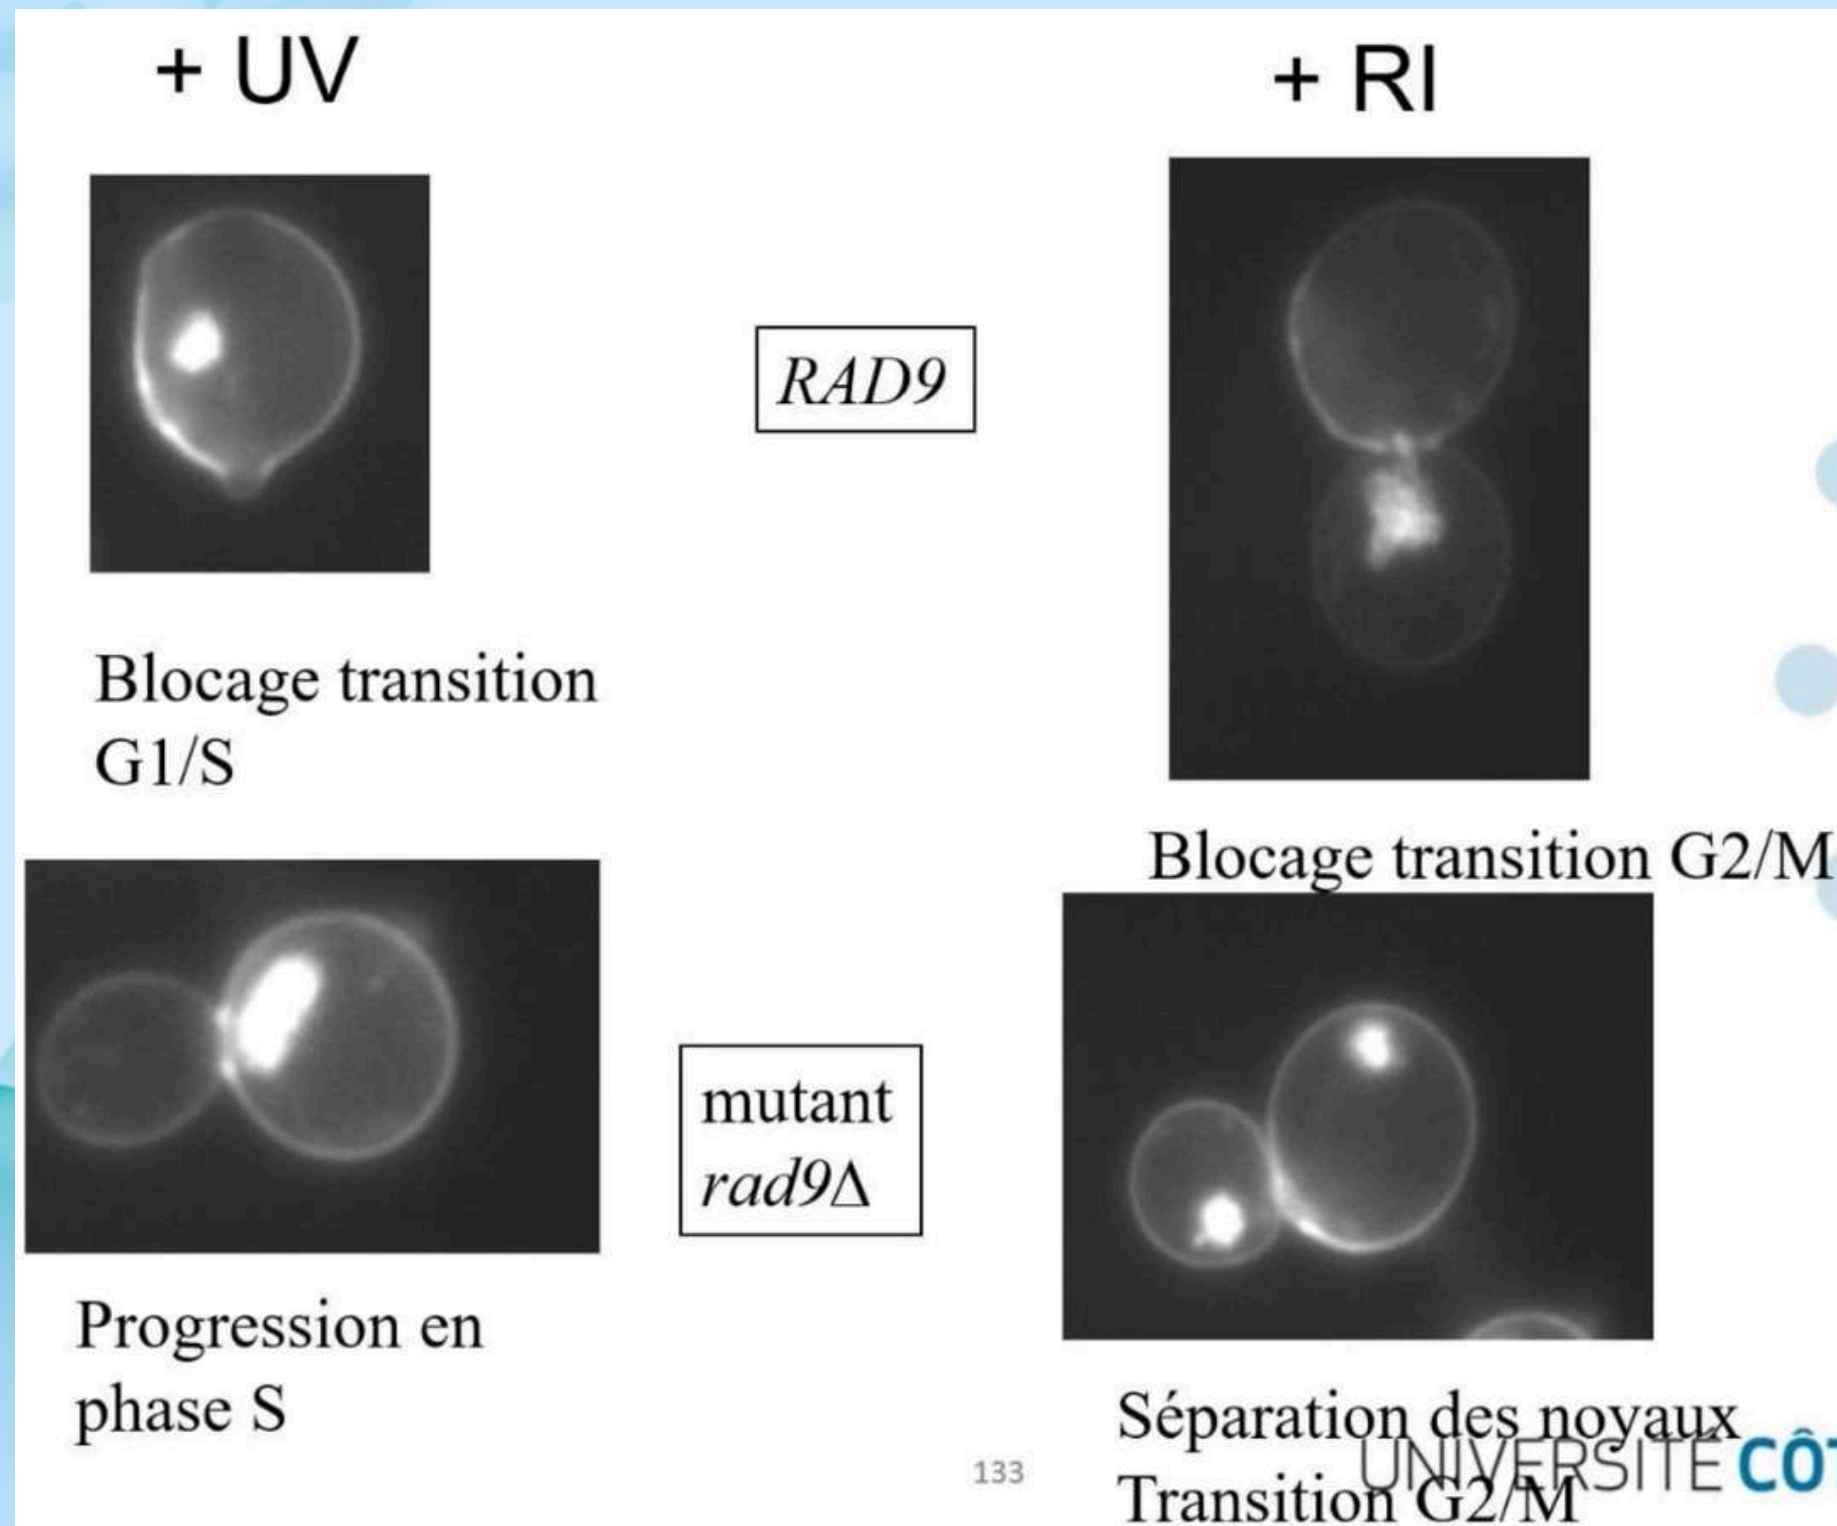 + UV
+ RI
RAD9
Blocage transition
G1/S
Blocage transition G2/M
mutant
rad9Δ
Progression en
phase S
Séparation des noyaux
Transition G2/M
133
UNIVERSITÉ CÔT